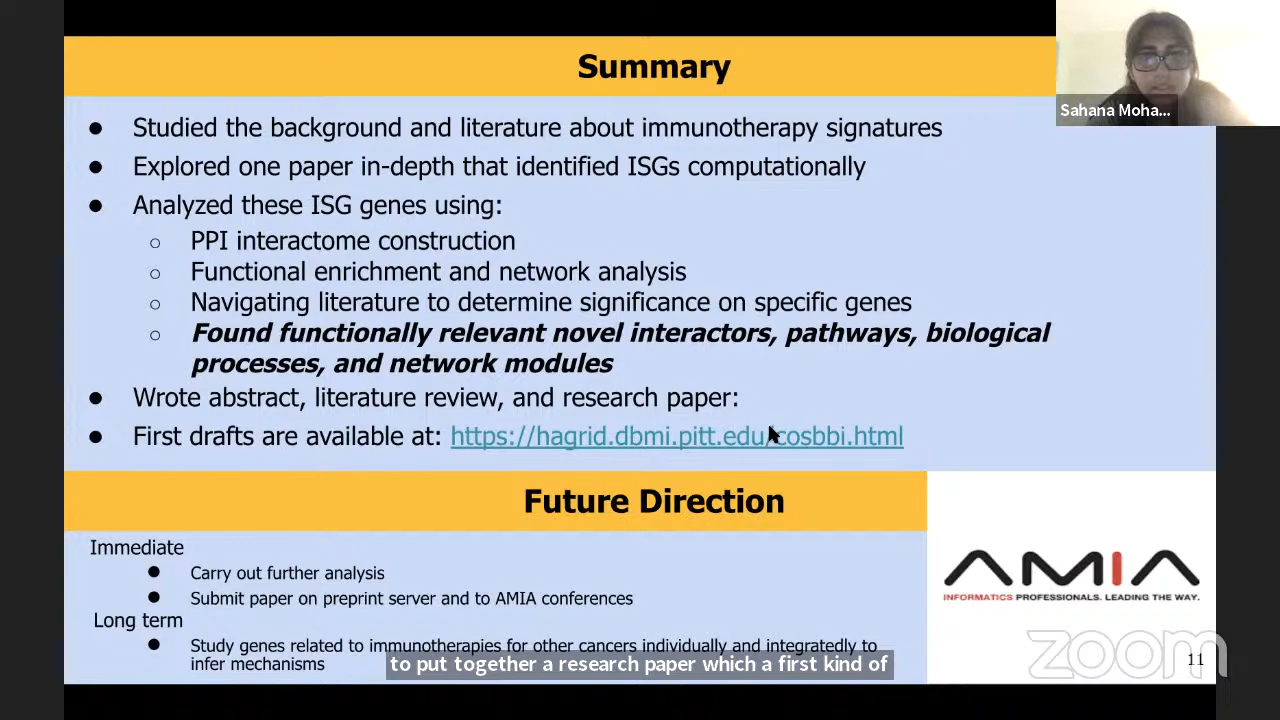 Summary
Sahana Moha...
● Studied the background and literature about immunotherapy signatures
● Explored one paper in-depth that identified ISGs computationally
● Analyzed these ISG genes using:
○ PPI interactome construction
○ Functional enrichment and network analysis
○ Navigating literature to determine significance on specific genes
○ Found functionally relevant novel interactors, pathways, biological
processes, and network modules
● Wrote abstract, literature review, and research paper:
● First drafts are available at: https://hagrid.dbmi.pitt.edu/cosbbi.html
Future Direction
Immediate
● Carry out further analysis
● Submit paper on preprint server and to AMIA conferences
Long term
● Study genes related to immunotherapies for other cancers individually and integratedly to
infer mechanisms
AMIA
INFORMATICS PROFESSIONALS. LEADING THE WAY.
zoom
11
to put together a research paper which a first kind of